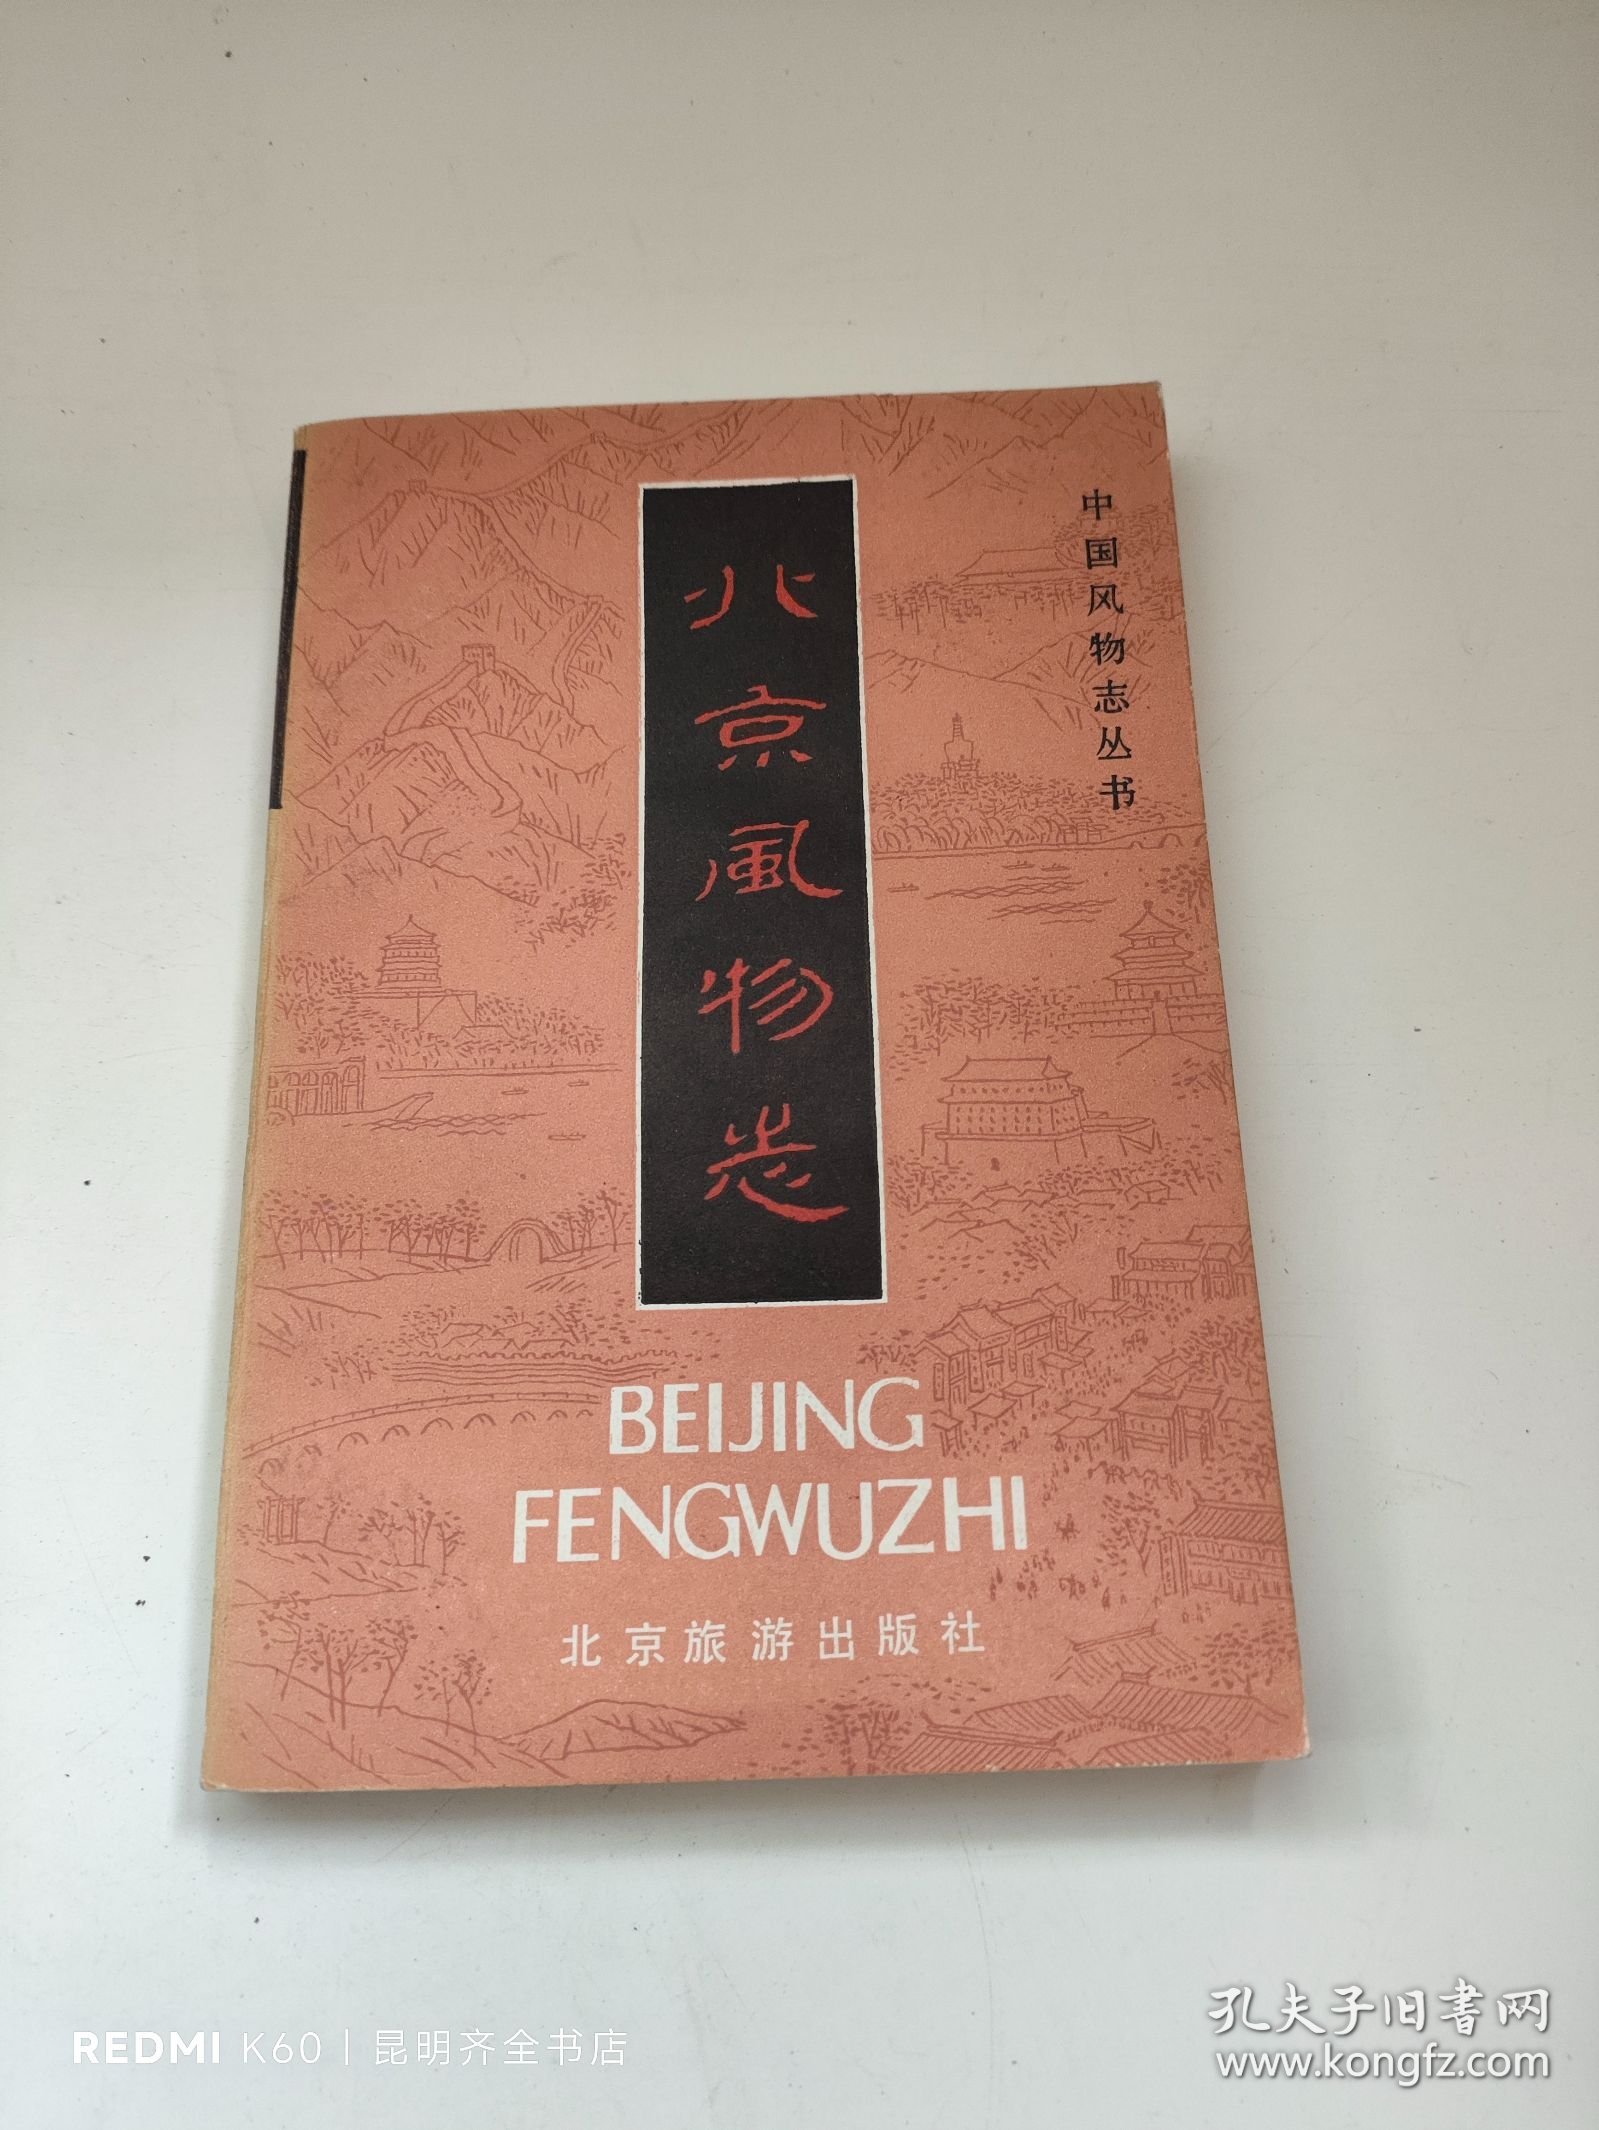 中国风物志丛书
北京風物志
BEIJING
FENGWUZHI
北京旅游出版社
REDMI K60 | 昆明齐全书店
孔夫子旧書网
www.kongfz.com